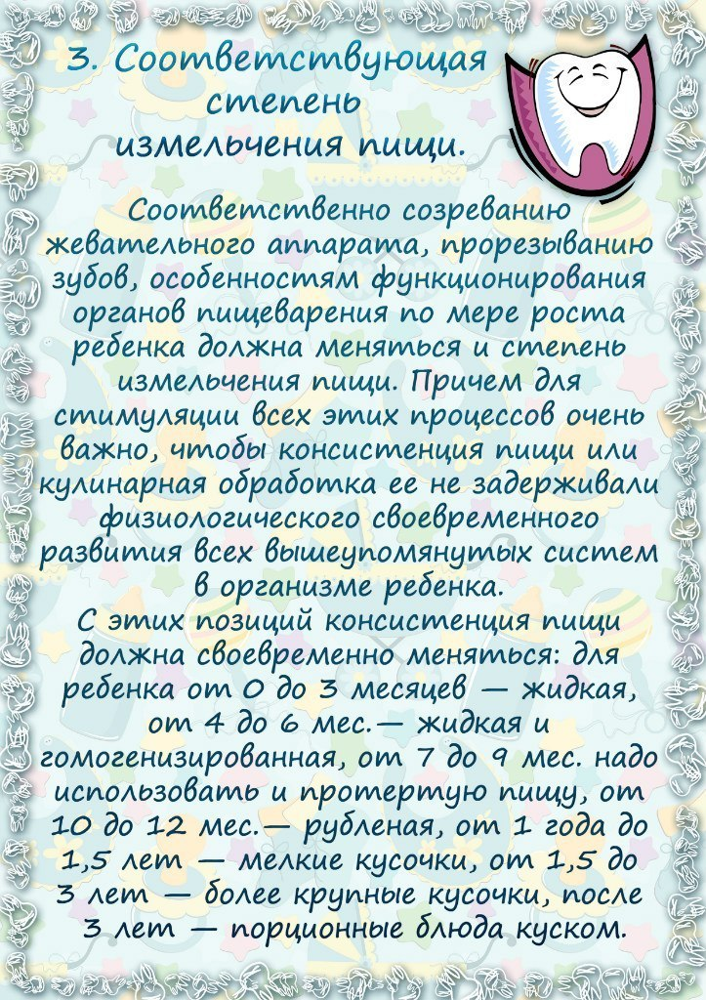 3. Соответствующая
степень
измельчения пищи.
Соответственно созреванию
жевательного аппарата, прорезыванию
зубов, особенностям функционирования
органов пищеварения по мере роста
ребенка должна меняться и степень
измельчения пищи. Причем для
стимуляции всех этих процессов очень
важно, чтобы консистенция пищи или
кулинарная обработка ее не задерживали
физиологического своевременного
развития всех вышеупомянутых систем
в организме ребенка.
С этих позиций консистенция пищи
должна своевременно меняться: для
ребенка от 0 до 3 месяцев — жидкая,
от 4 до 6 мес.— жидкая и
гомогенизированная, от 7 до 9 мес. надо
использовать и протертую пищу, от
10 до 12 мес.— рубленая, от 1 года до
1,5 лет — мелкие кусочки, от 1,5 до
3 лет — более крупные кусочки, после
3 лет — порционные блюда куском.